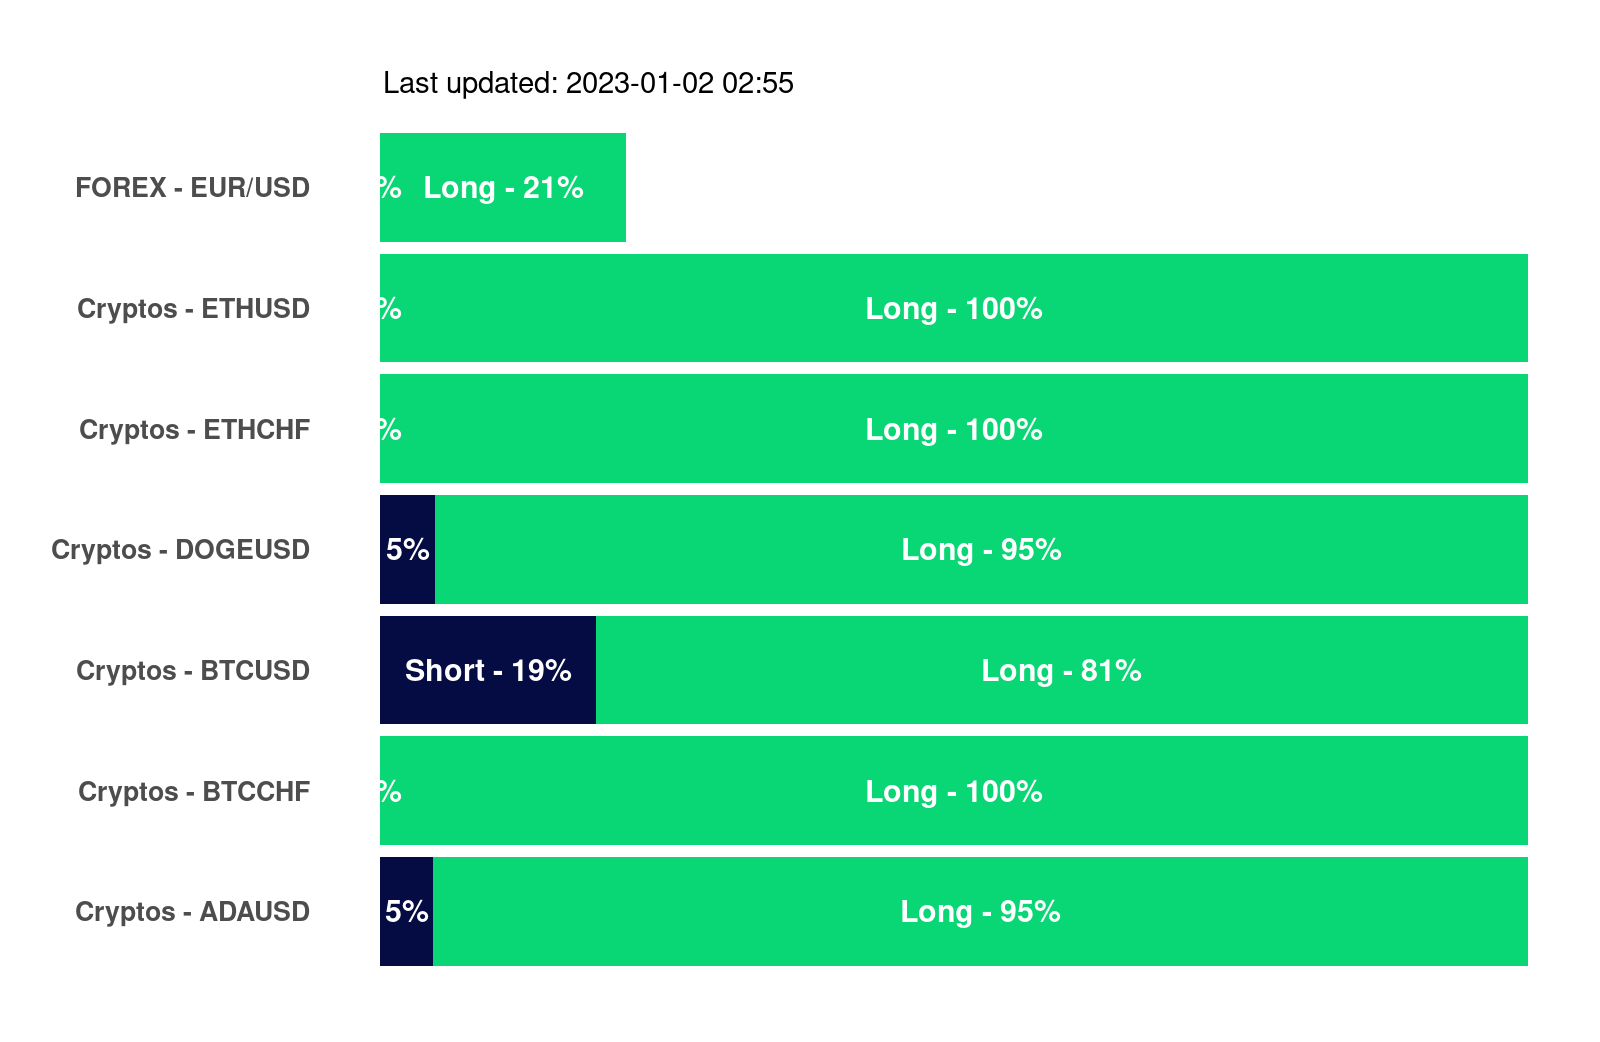 Last updated: 2023-01-02 02:55
FOREX - EUR/USD % Long - 21%
Cryptos - ETHUSD % Long - 100%
Cryptos - ETHCHF % Long - 100%
Cryptos - DOGEUSD 5% Long - 95%
Cryptos - BTCUSD Short - 19% Long - 81%
Cryptos - BTCCHF % Long - 100%
Cryptos - ADAUSD 5% Long - 95%